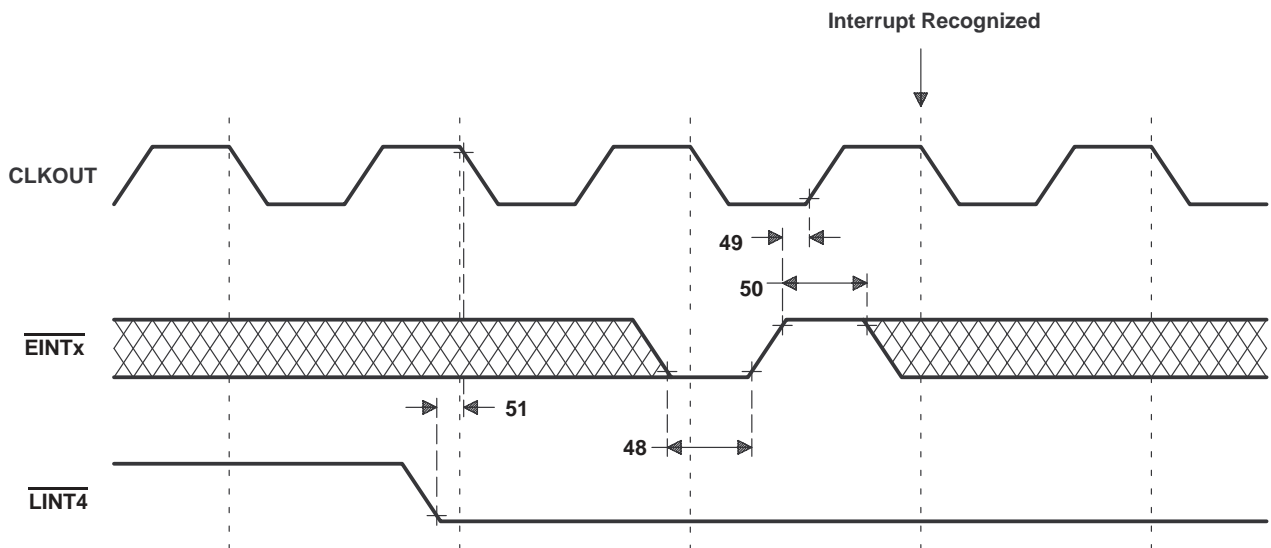 Interrupt Recognized
CLKOUT
49
50
EINTx
51
48
LINT4